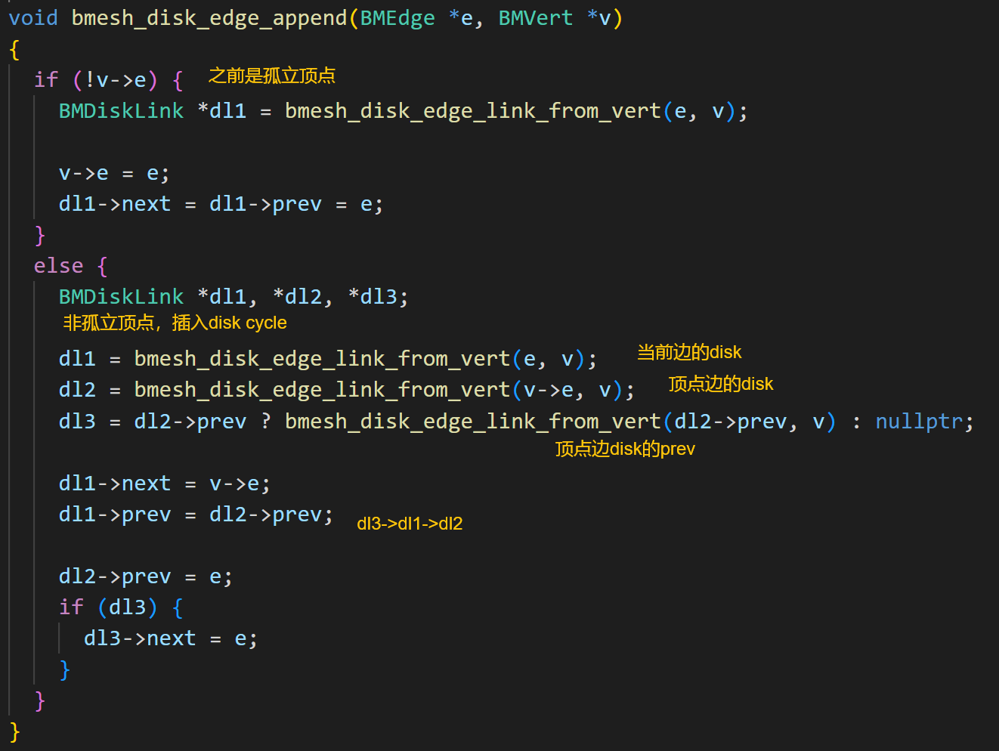 void bmesh_disk_edge_append(BMEdge *e, BMVert *v)
{
if (!v->e) { 之前是孤立顶点
BMDiskLink *dl1 = bmesh_disk_edge_link_from_vert(e, v);
v->e = e;
dl1->next = dl1->prev = e;
}
else {
BMDiskLink *dl1, *dl2, *dl3;
非孤立顶点，插入disk cycle
dl1 = bmesh_disk_edge_link_from_vert(e, v); 当前边的disk
dl2 = bmesh_disk_edge_link_from_vert(v->e, v); 顶点边的disk
dl3 = dl2->prev ? bmesh_disk_edge_link_from_vert(dl2->prev, v) : nullptr;
顶点边disk的prev
dl1->next = v->e;
dl1->prev = dl2->prev; dl3->dl1->dl2
dl2->prev = e;
if (dl3) {
dl3->next = e;
}
}
}